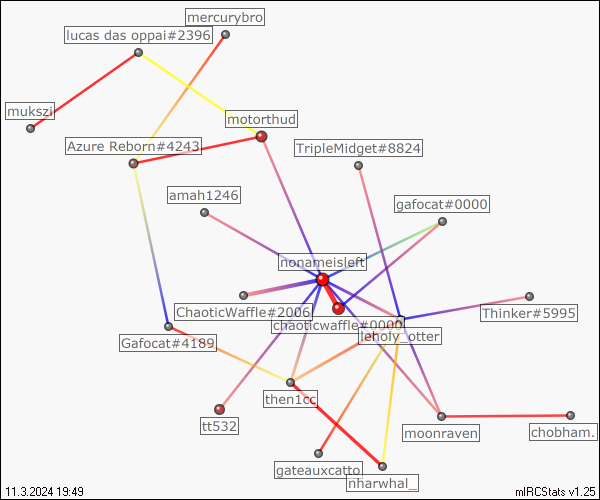 mercurybro
lucas das oppai#2396
mukszi
motorthud
Azure Reborn#4243
TripleMidget#8824
amah1246
gafocat#0000
nonameisleft
ChaoticWaffle#2006
Thinker#5995
chaoticwaffle#0000
leholy_otter
Gafocat#4189
then1cc
tt532
moonraven
chobham.
gateauxcatto
nharwhal_
11.3.2024 19:49
mIRCStats v1.25